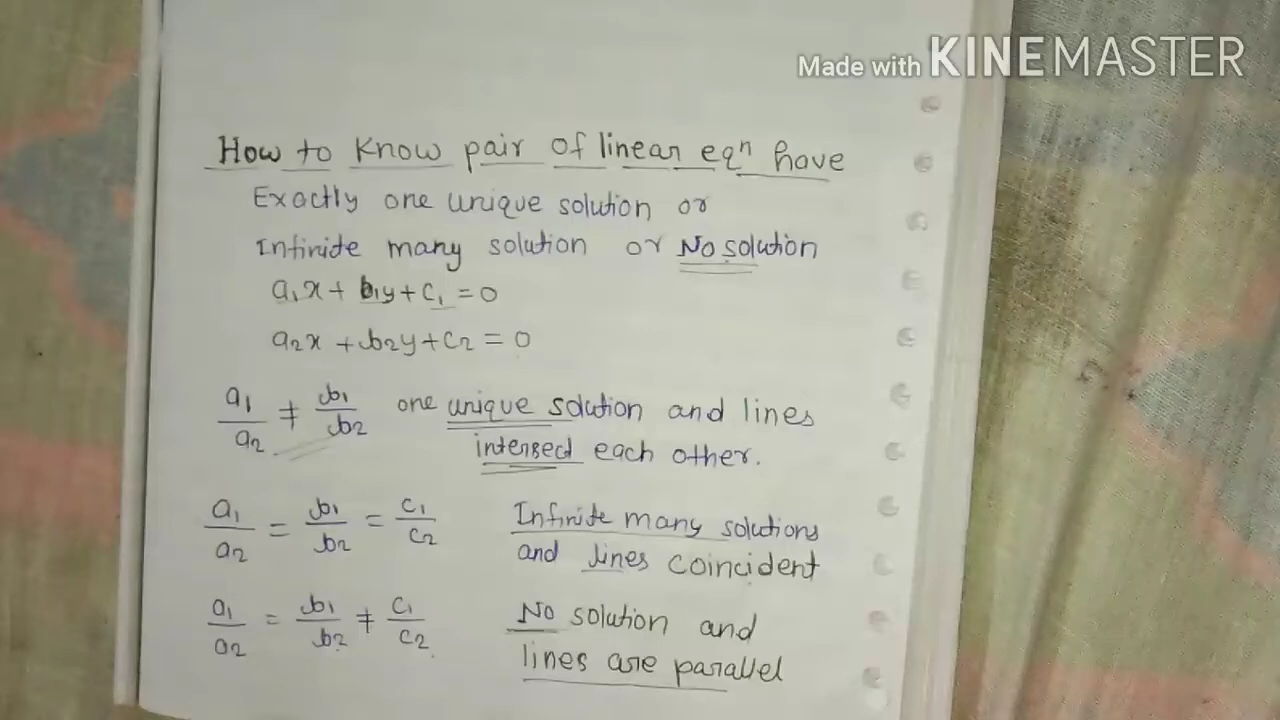 Made with KINEMASTER
How to know pair of linear eqⁿ have
Exactly one unique solution or
Infinite many solution or No solution
a₁x + b₁y + c₁ = 0
a₂x + b₂y + c₂ = 0
a₁/a₂ ≠ b₁/b₂ one unique solution and lines
intersed each other.
a₁/a₂ = b₁/b₂ = c₁/c₂ Infinite many solutions
and lines coincident
a₁/a₂ = b₁/b₂ ≠ c₁/c₂ No solution and
lines are parallel